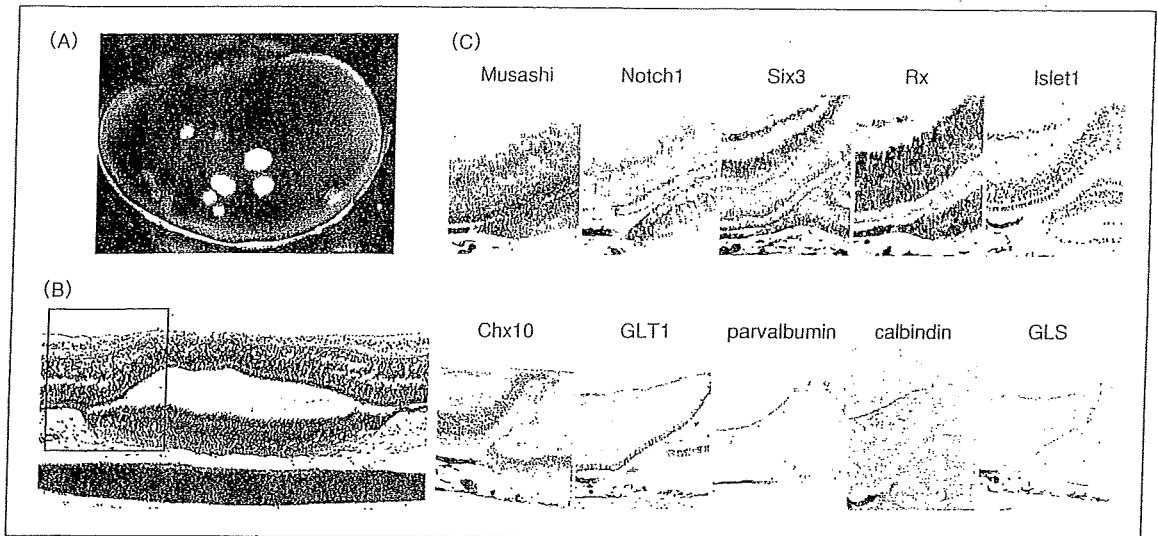 (A)
(C)
Musashi Notch1 Six3 Rx Islet1
(B)
Chx10 GLT1 parvalbumin calbindin GLS